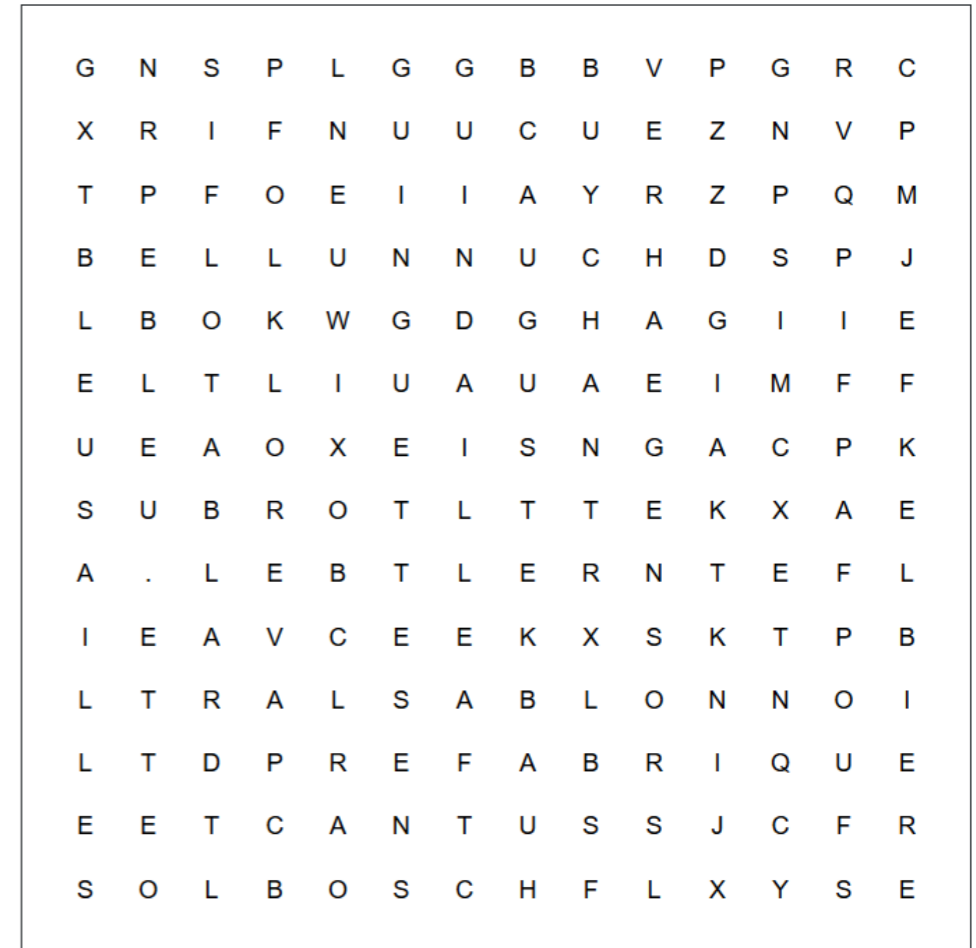 G N S P L G G B B V P G R C
X R I F N U U C U E Z N V P
T P F O E I I A Y R Z P Q M
B E L L U N N U C H D S P J
L B O K W G D G H A G I I E
E L T L I U A U A E I M F F
U E A O X E I S N G A C P K
S U B R O T L T T E K X A E
A . L E B T L E R N T E F L
I E A V C E E K X S K T P B
L T R A L S A B L O N N O I
L T D P R E F A B R I Q U E
E E T C A N T U S S J C F R
S O L B O S C H F L X Y S E